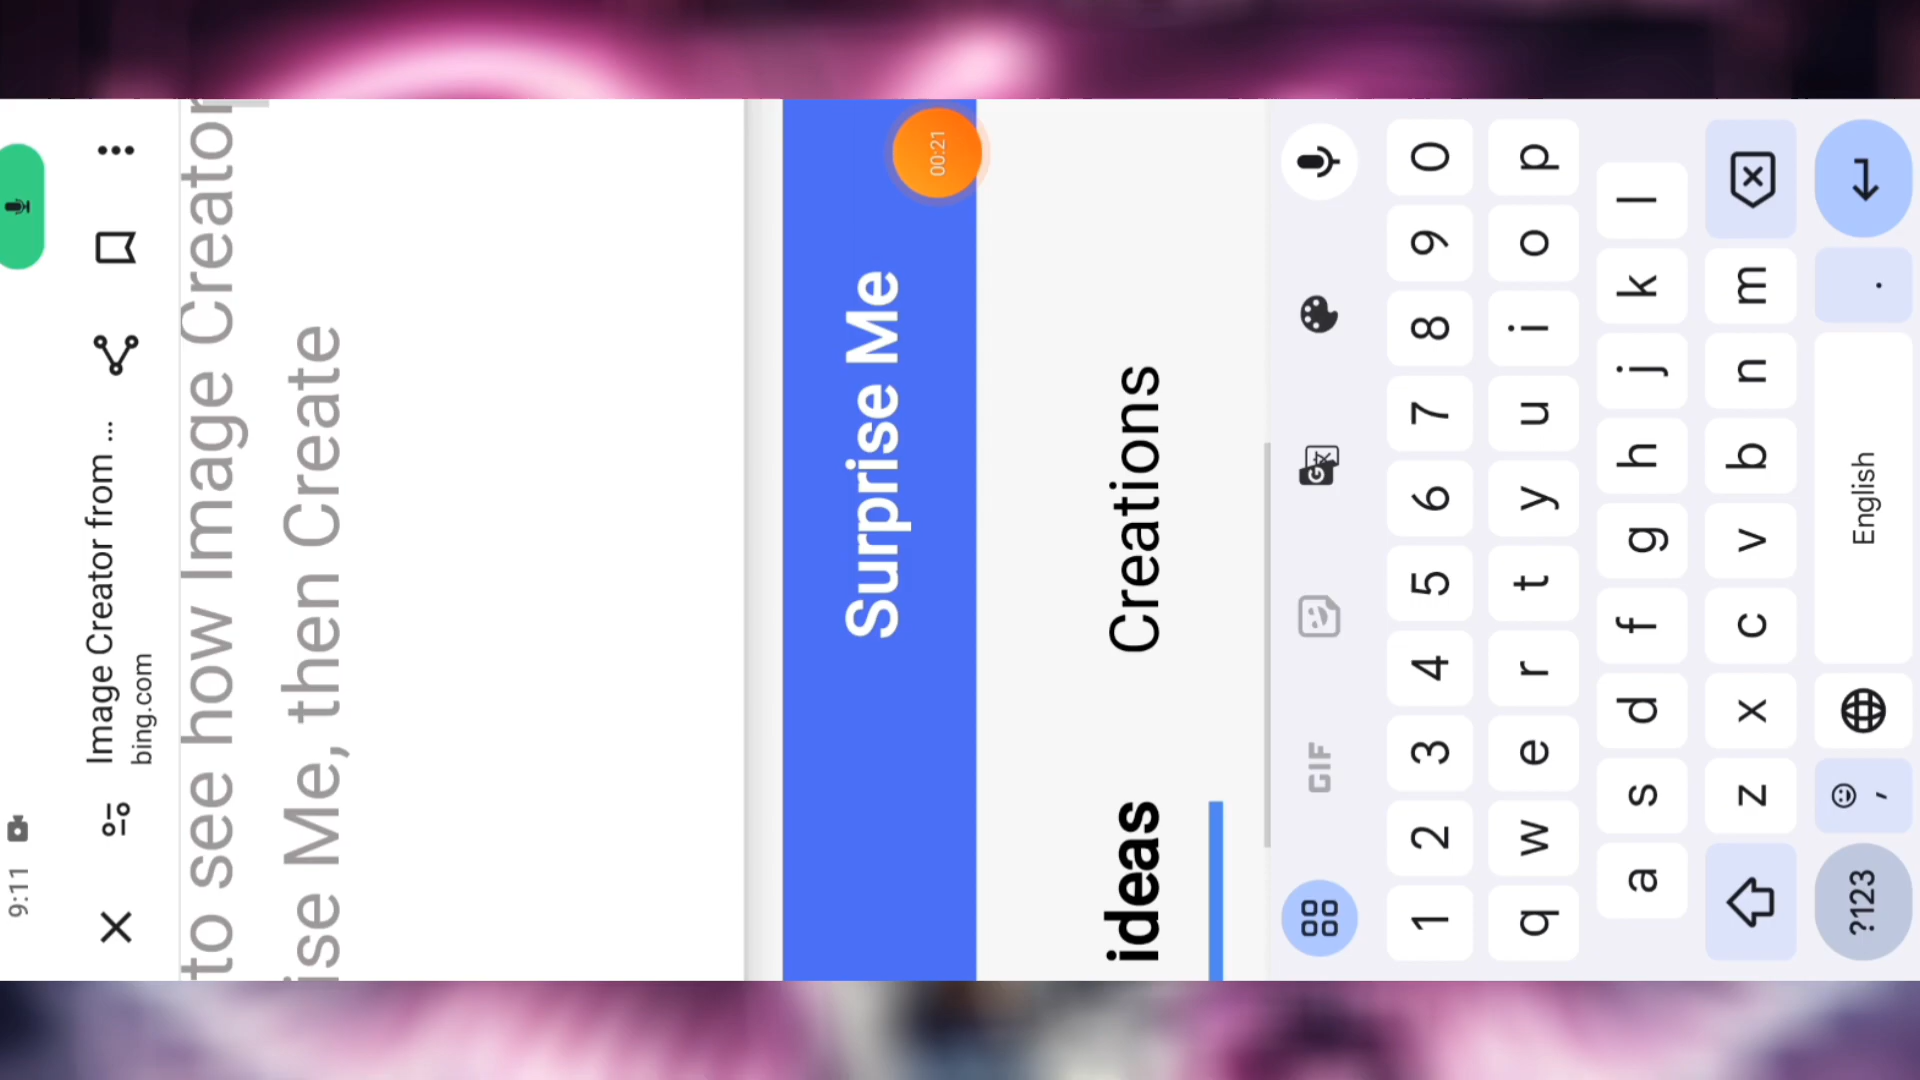 9:11
Image Creator from ...
bing.com
to see how Image Creator
ise Me, then Create
Surprise Me
00:21
ideas Creations
GIF
1 2 3 4 5 6 7 8 9 0
q w e r t y u i o p
a s d f g h j k l
z x c v b n m
?123 , English .